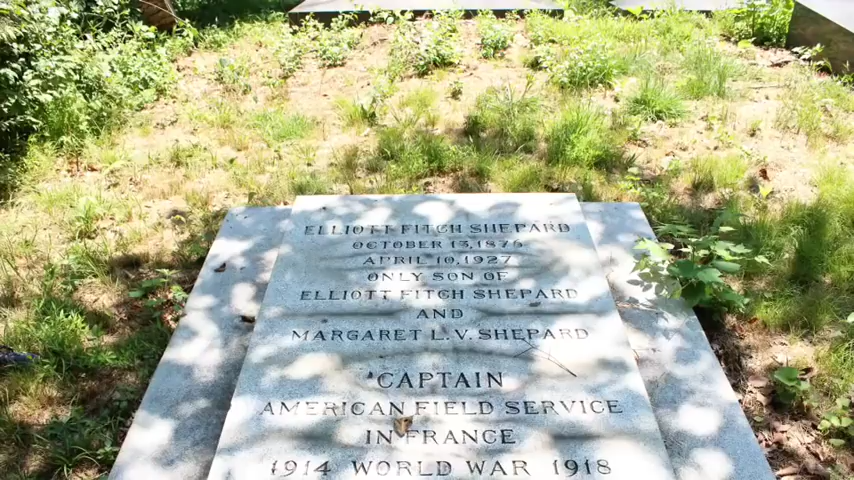 ELLIOTT FITCH SHEPARD
OCTOBER 13, 1876
APRIL 10, 1927
ONLY SON OF
ELLIOTT FITCH SHEPARD
AND
MARGARET L.V. SHEPARD
CAPTAIN
AMERICAN FIELD SERVICE
IN FRANCE
1914 WORLD WAR 1918